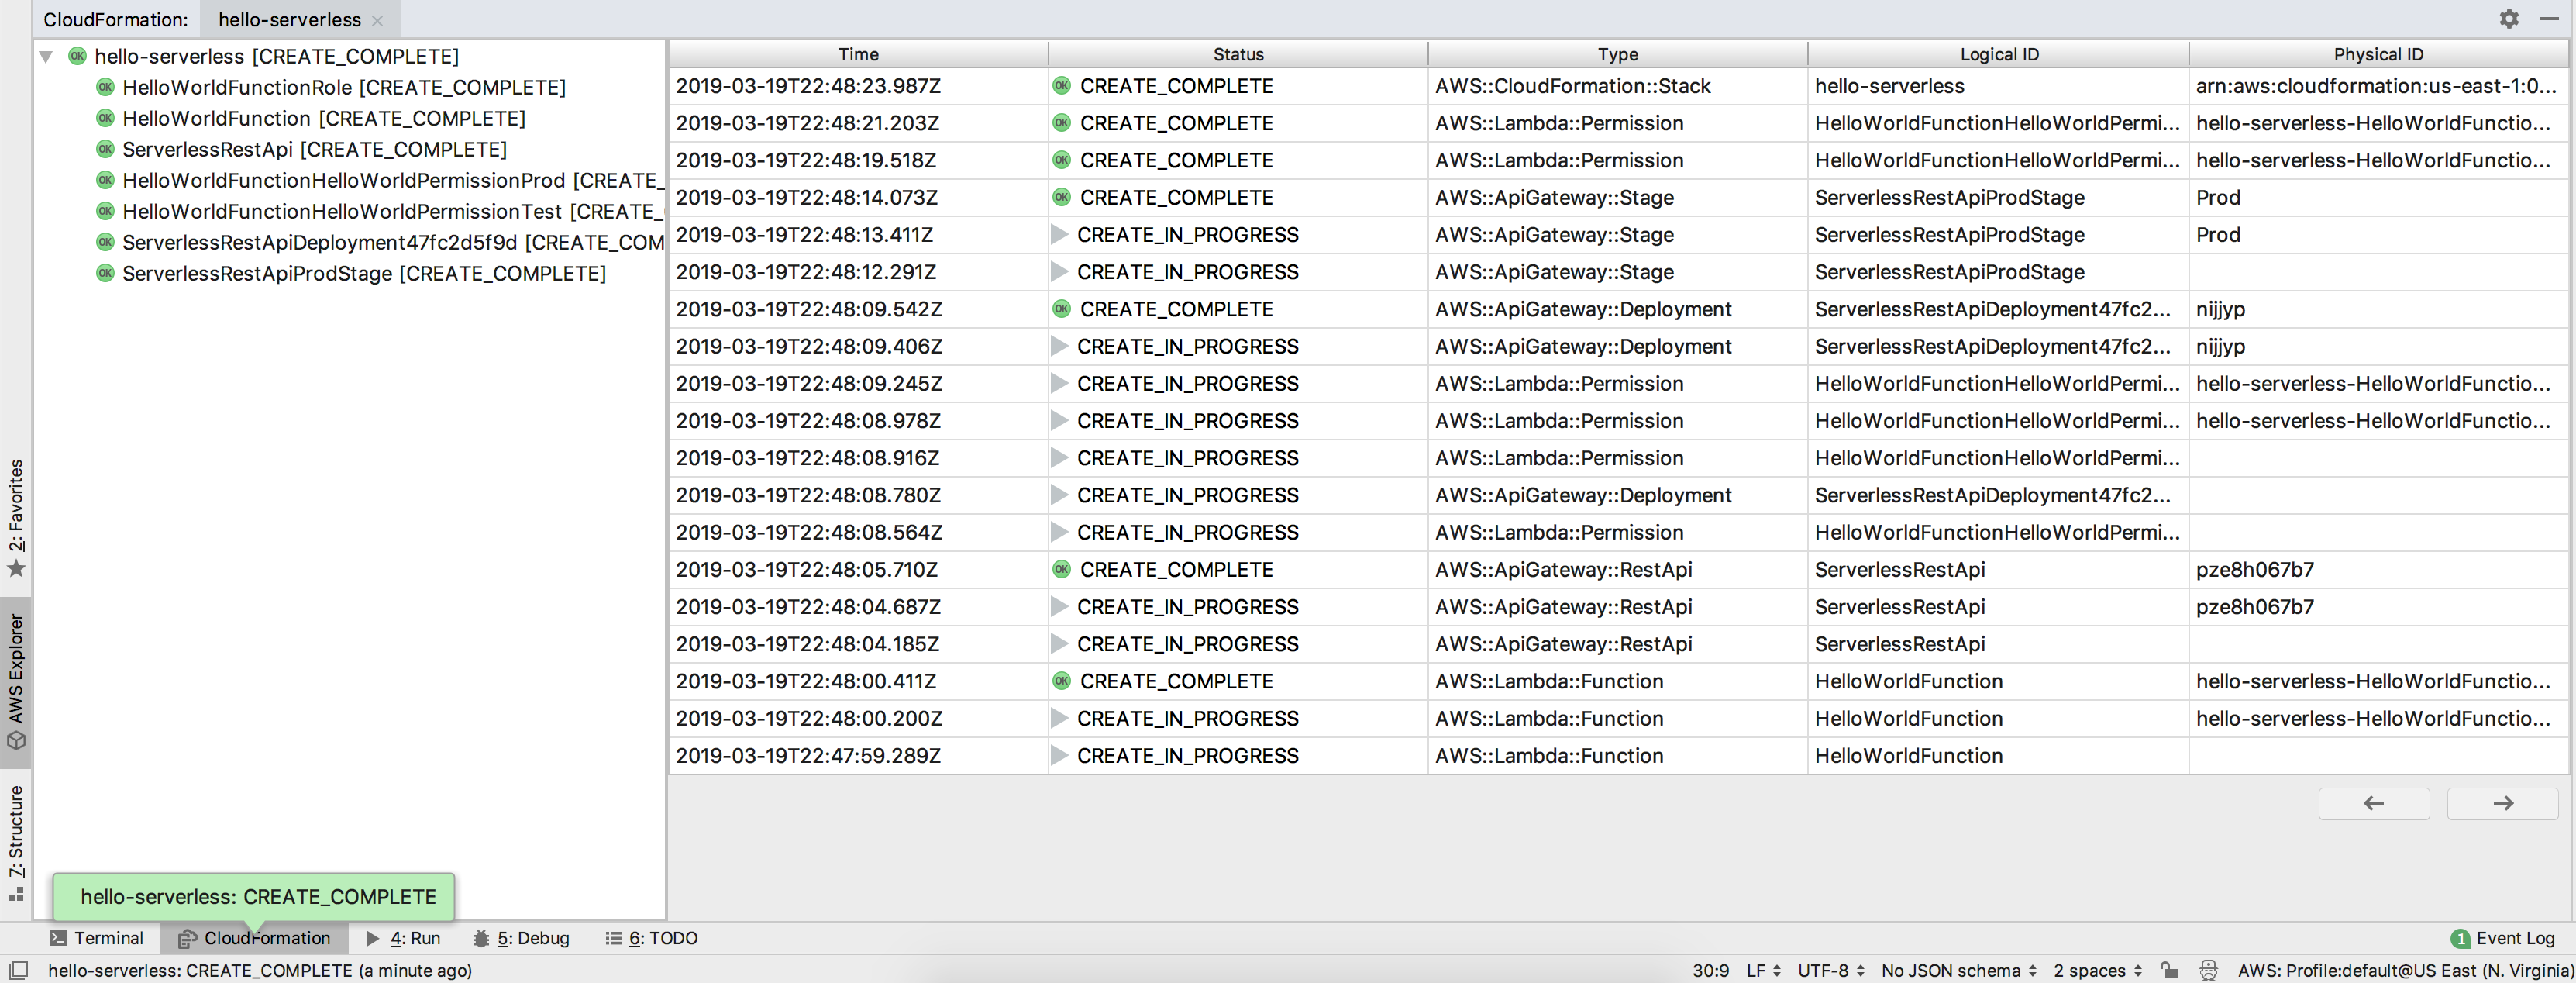 CloudFormation: hello-serverless
hello-serverless [CREATE_COMPLETE]
HelloWorldFunctionRole [CREATE_COMPLETE]
HelloWorldFunction [CREATE_COMPLETE]
ServerlessRestApi [CREATE_COMPLETE]
HelloWorldFunctionHelloWorldPermissionProd [CREATE_
HelloWorldFunctionHelloWorldPermissionTest [CREATE_
ServerlessRestApiDeployment47fc2d5f9d [CREATE_COM
ServerlessRestApiProdStage [CREATE_COMPLETE]
Time Status Type Logical ID Physical ID
2019-03-19T22:48:23.987Z OK CREATE_COMPLETE AWS::CloudFormation::Stack hello-serverless arn:aws:cloudformation:us-east-1:0...
2019-03-19T22:48:21.203Z OK CREATE_COMPLETE AWS::Lambda::Permission HelloWorldFunctionHelloWorldPermi... hello-serverless-HelloWorldFunctio...
2019-03-19T22:48:19.518Z OK CREATE_COMPLETE AWS::Lambda::Permission HelloWorldFunctionHelloWorldPermi... hello-serverless-HelloWorldFunctio...
2019-03-19T22:48:14.073Z OK CREATE_COMPLETE AWS::ApiGateway::Stage ServerlessRestApiProdStage Prod
2019-03-19T22:48:13.411Z CREATE_IN_PROGRESS AWS::ApiGateway::Stage ServerlessRestApiProdStage Prod
2019-03-19T22:48:12.291Z CREATE_IN_PROGRESS AWS::ApiGateway::Stage ServerlessRestApiProdStage
2019-03-19T22:48:09.542Z OK CREATE_COMPLETE AWS::ApiGateway::Deployment ServerlessRestApiDeployment47fc2... nijjyp
2019-03-19T22:48:09.406Z CREATE_IN_PROGRESS AWS::ApiGateway::Deployment ServerlessRestApiDeployment47fc2... nijjyp
2019-03-19T22:48:09.245Z CREATE_IN_PROGRESS AWS::Lambda::Permission HelloWorldFunctionHelloWorldPermi... hello-serverless-HelloWorldFunctio...
2019-03-19T22:48:08.978Z CREATE_IN_PROGRESS AWS::Lambda::Permission HelloWorldFunctionHelloWorldPermi... hello-serverless-HelloWorldFunctio...
2019-03-19T22:48:08.916Z CREATE_IN_PROGRESS AWS::Lambda::Permission HelloWorldFunctionHelloWorldPermi...
2019-03-19T22:48:08.780Z CREATE_IN_PROGRESS AWS::ApiGateway::Deployment ServerlessRestApiDeployment47fc2...
2019-03-19T22:48:08.564Z CREATE_IN_PROGRESS AWS::Lambda::Permission HelloWorldFunctionHelloWorldPermi...
2019-03-19T22:48:05.710Z OK CREATE_COMPLETE AWS::ApiGateway::RestApi ServerlessRestApi pze8h067b7
2019-03-19T22:48:04.687Z CREATE_IN_PROGRESS AWS::ApiGateway::RestApi ServerlessRestApi pze8h067b7
2019-03-19T22:48:04.185Z CREATE_IN_PROGRESS AWS::ApiGateway::RestApi ServerlessRestApi
2019-03-19T22:48:00.411Z OK CREATE_COMPLETE AWS::Lambda::Function HelloWorldFunction hello-serverless-HelloWorldFunctio...
2019-03-19T22:48:00.200Z CREATE_IN_PROGRESS AWS::Lambda::Function HelloWorldFunction hello-serverless-HelloWorldFunctio...
2019-03-19T22:47:59.289Z CREATE_IN_PROGRESS AWS::Lambda::Function HelloWorldFunction
2: Favorites
AWS Explorer
7: Structure
hello-serverless: CREATE_COMPLETE
Terminal CloudFormation 4: Run 5: Debug 6: TODO 1 Event Log
hello-serverless: CREATE_COMPLETE (a minute ago) 30:9 LF UTF-8 No JSON schema 2 spaces AWS: Profile:default@US East (N. Virginia)